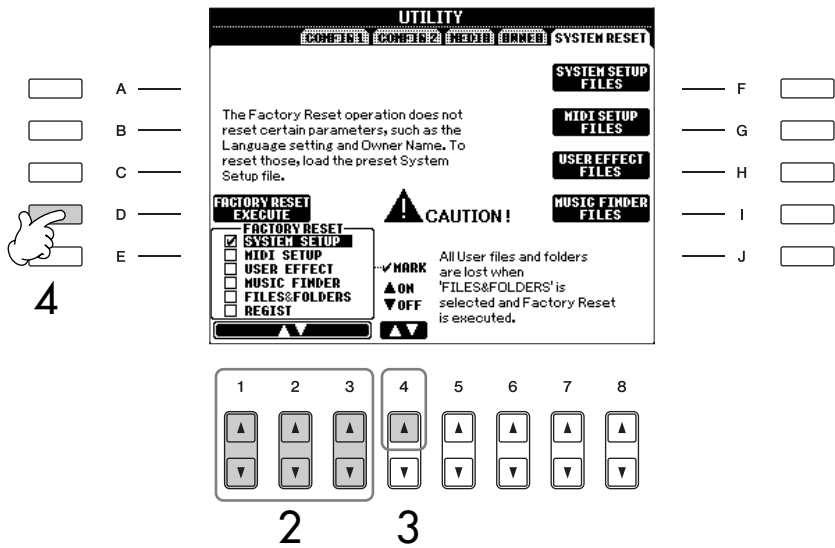 UTILITY
CONFIG 1 CONFIG 2 MEDIA OWNER SYSTEM RESET
SYSTEM SETUP
FILES
A
F
The Factory Reset operation does not
reset certain parameters, such as the
Language setting and Owner Name. To
reset those, load the preset System
Setup file.
MIDI SETUP
FILES
B
G
USER EFFECT
FILES
C
H
FACTORY RESET
EXECUTE
CAUTION!
MUSIC FINDER
FILES
D
I
FACTORY RESET
SYSTEM SETUP
MIDI SETUP
USER EFFECT
MUSIC FINDER
FILES&FOLDERS
REGIST
✓MARK
▲ON
▼OFF
All User files and folders
are lost when
'FILES&FOLDERS' is
selected and Factory Reset
is executed.
E
J
4
1 2 3 4 5 6 7 8
2 3